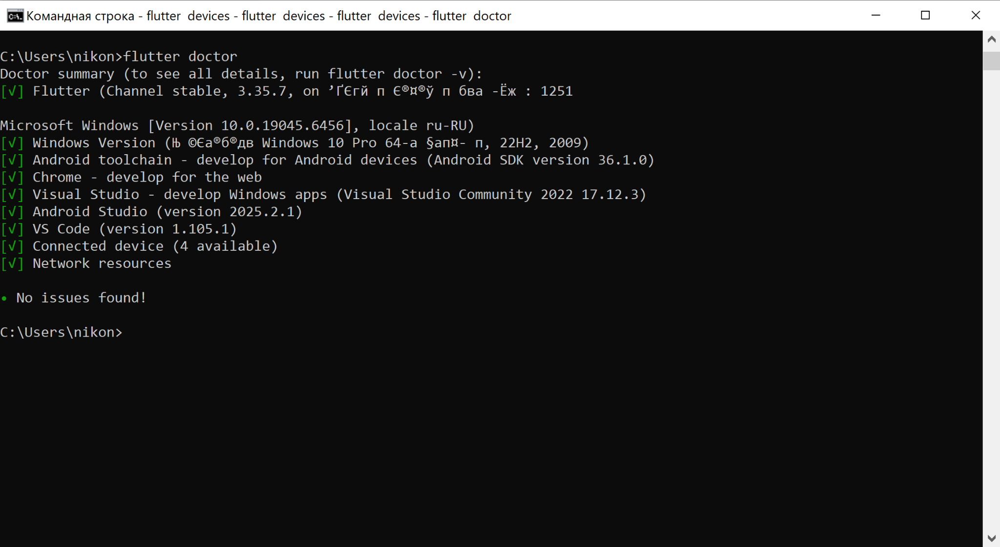 Командная строка - flutter  devices - flutter  devices - flutter  devices - flutter  doctor
C:\Users\nikon>flutter doctor
Doctor summary (to see all details, run flutter doctor -v):
[√] Flutter (Channel stable, 3.35.7, on ’ҐЄгй п Є®¤®ў п бва -Ёж : 1251
Microsoft Windows [Version 10.0.19045.6456], locale ru-RU)
[√] Windows Version (Њ ©Єа®б®дв Windows 10 Pro 64-а §ап¤- п, 22H2, 2009)
[√] Android toolchain - develop for Android devices (Android SDK version 36.1.0)
[√] Chrome - develop for the web
[√] Visual Studio - develop Windows apps (Visual Studio Community 2022 17.12.3)
[√] Android Studio (version 2025.2.1)
[√] VS Code (version 1.105.1)
[√] Connected device (4 available)
[√] Network resources
• No issues found!
C:\Users\nikon>